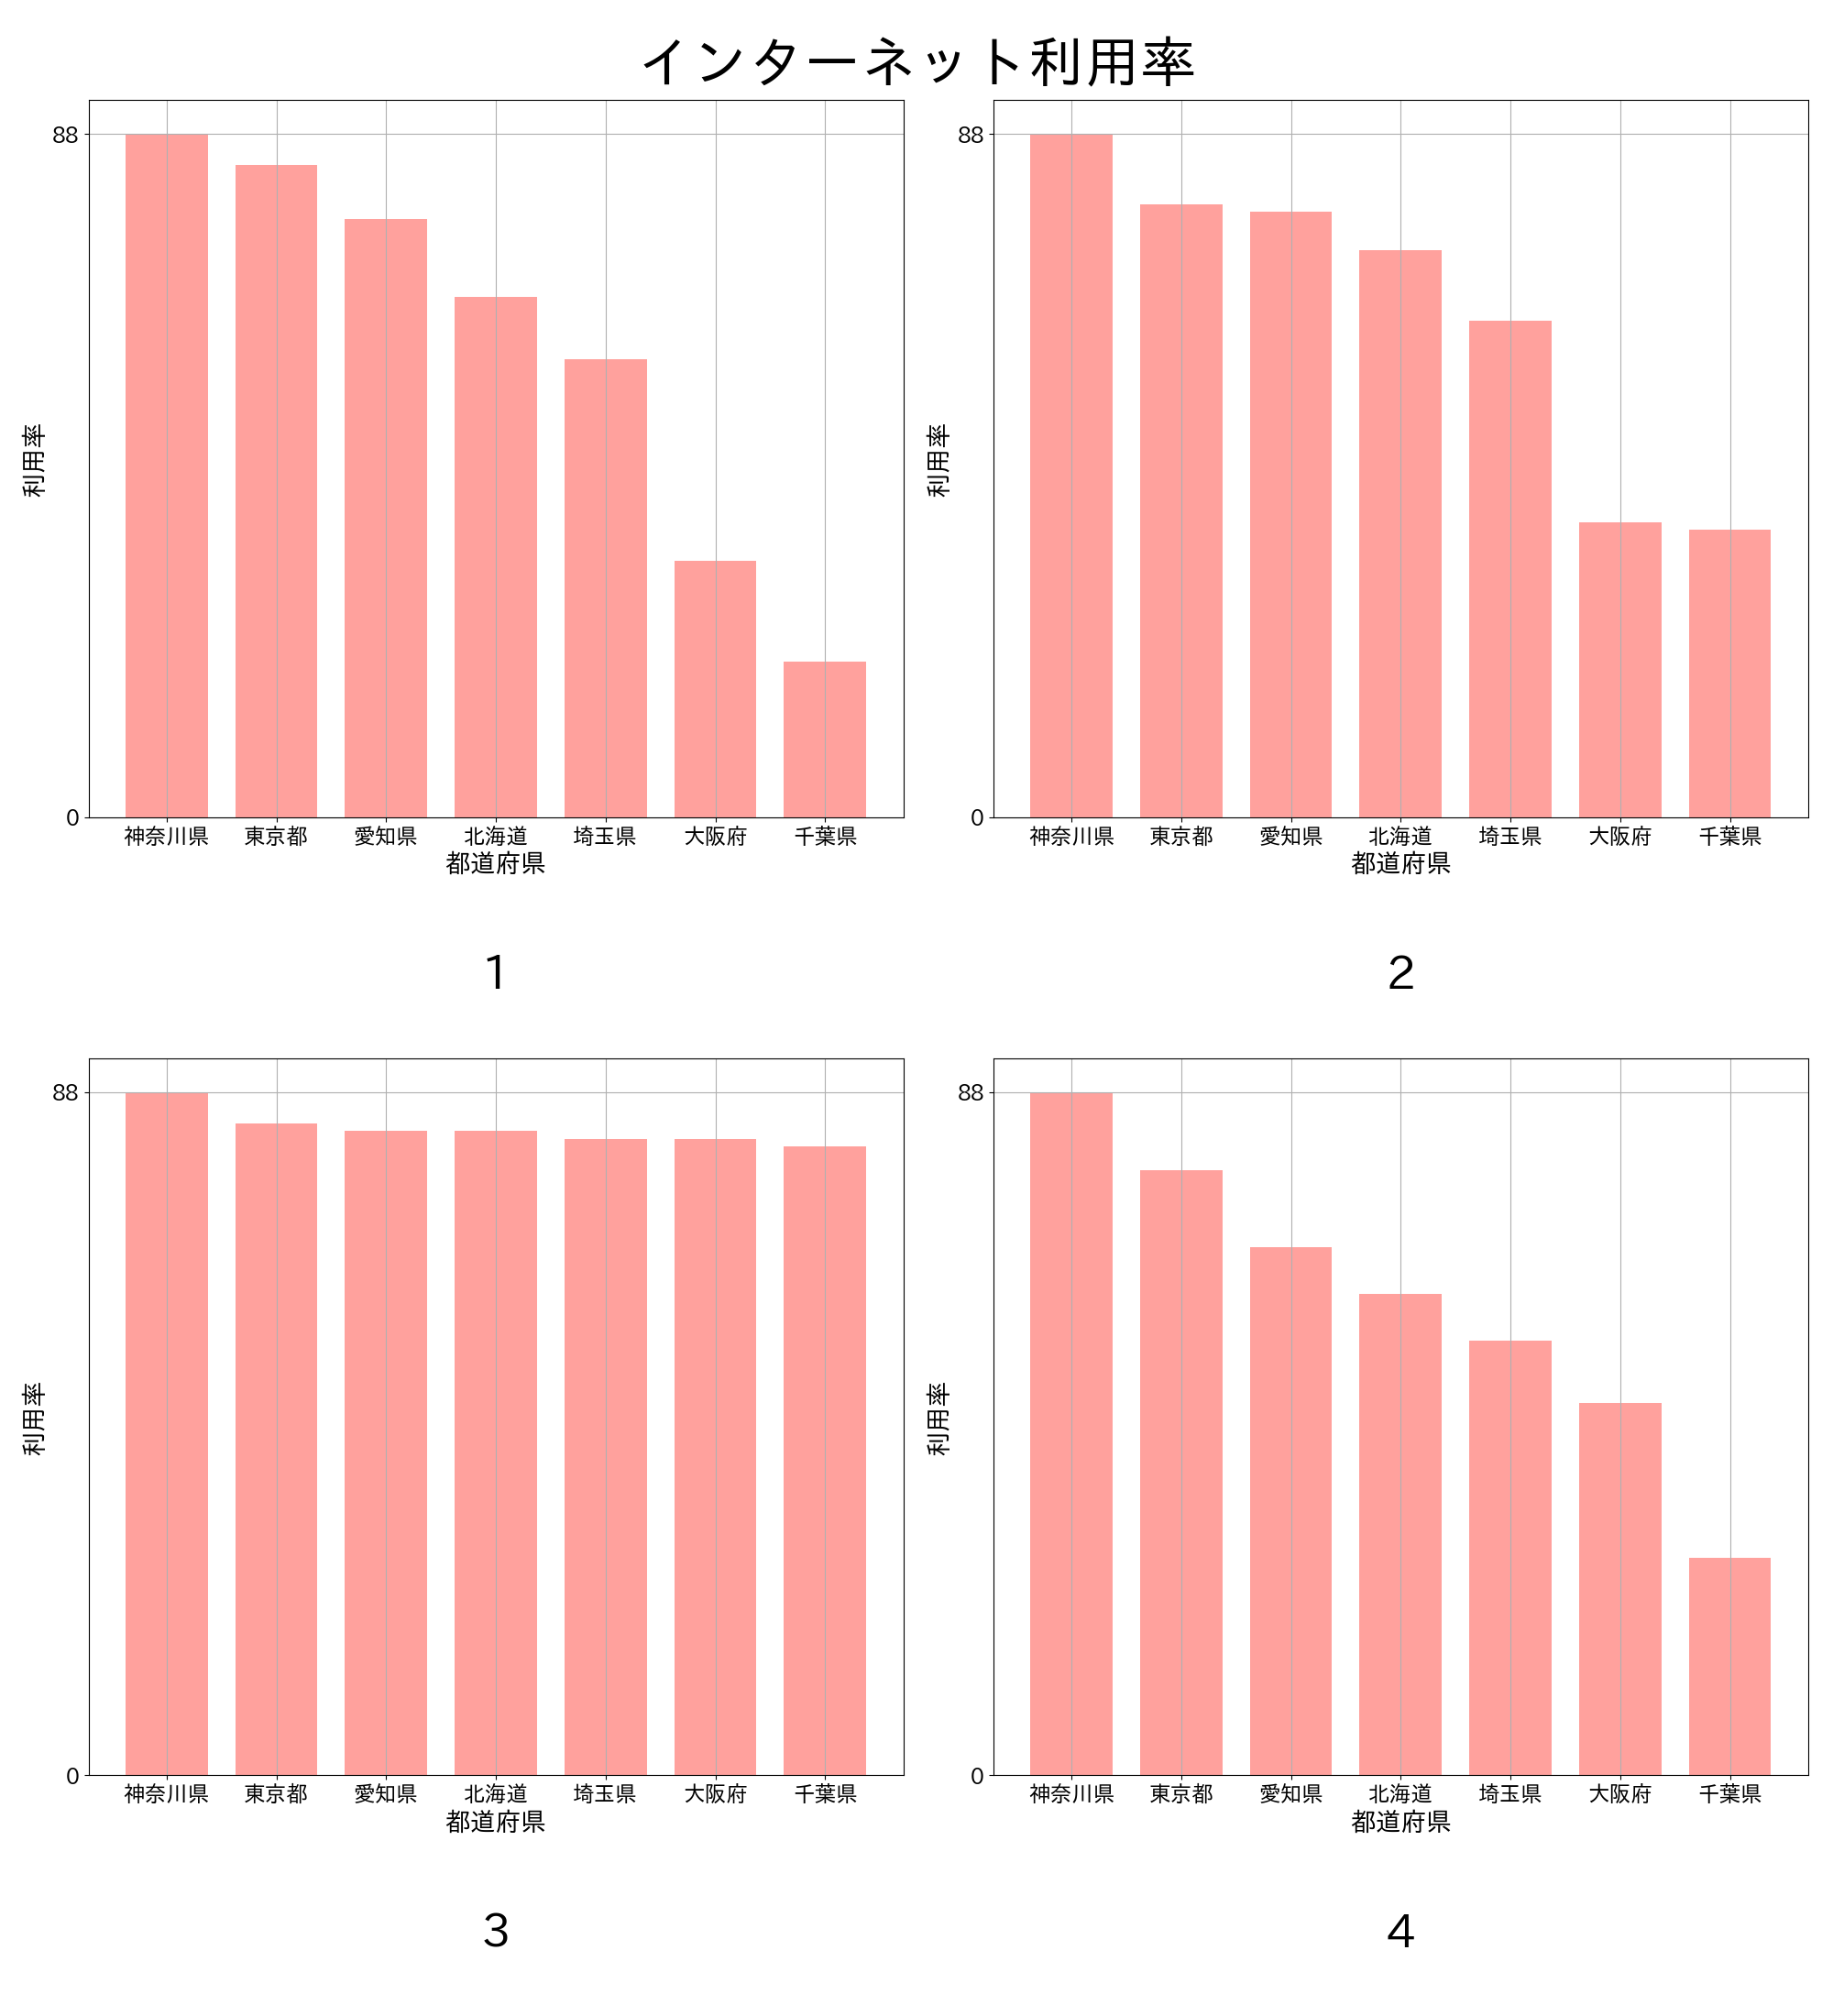 インターネット利用率
88
0
利用率
神奈川県 東京都 愛知県 北海道 埼玉県 大阪府 千葉県
都道府県
1
88
0
利用率
神奈川県 東京都 愛知県 北海道 埼玉県 大阪府 千葉県
都道府県
2
88
0
利用率
神奈川県 東京都 愛知県 北海道 埼玉県 大阪府 千葉県
都道府県
3
88
0
利用率
神奈川県 東京都 愛知県 北海道 埼玉県 大阪府 千葉県
都道府県
4